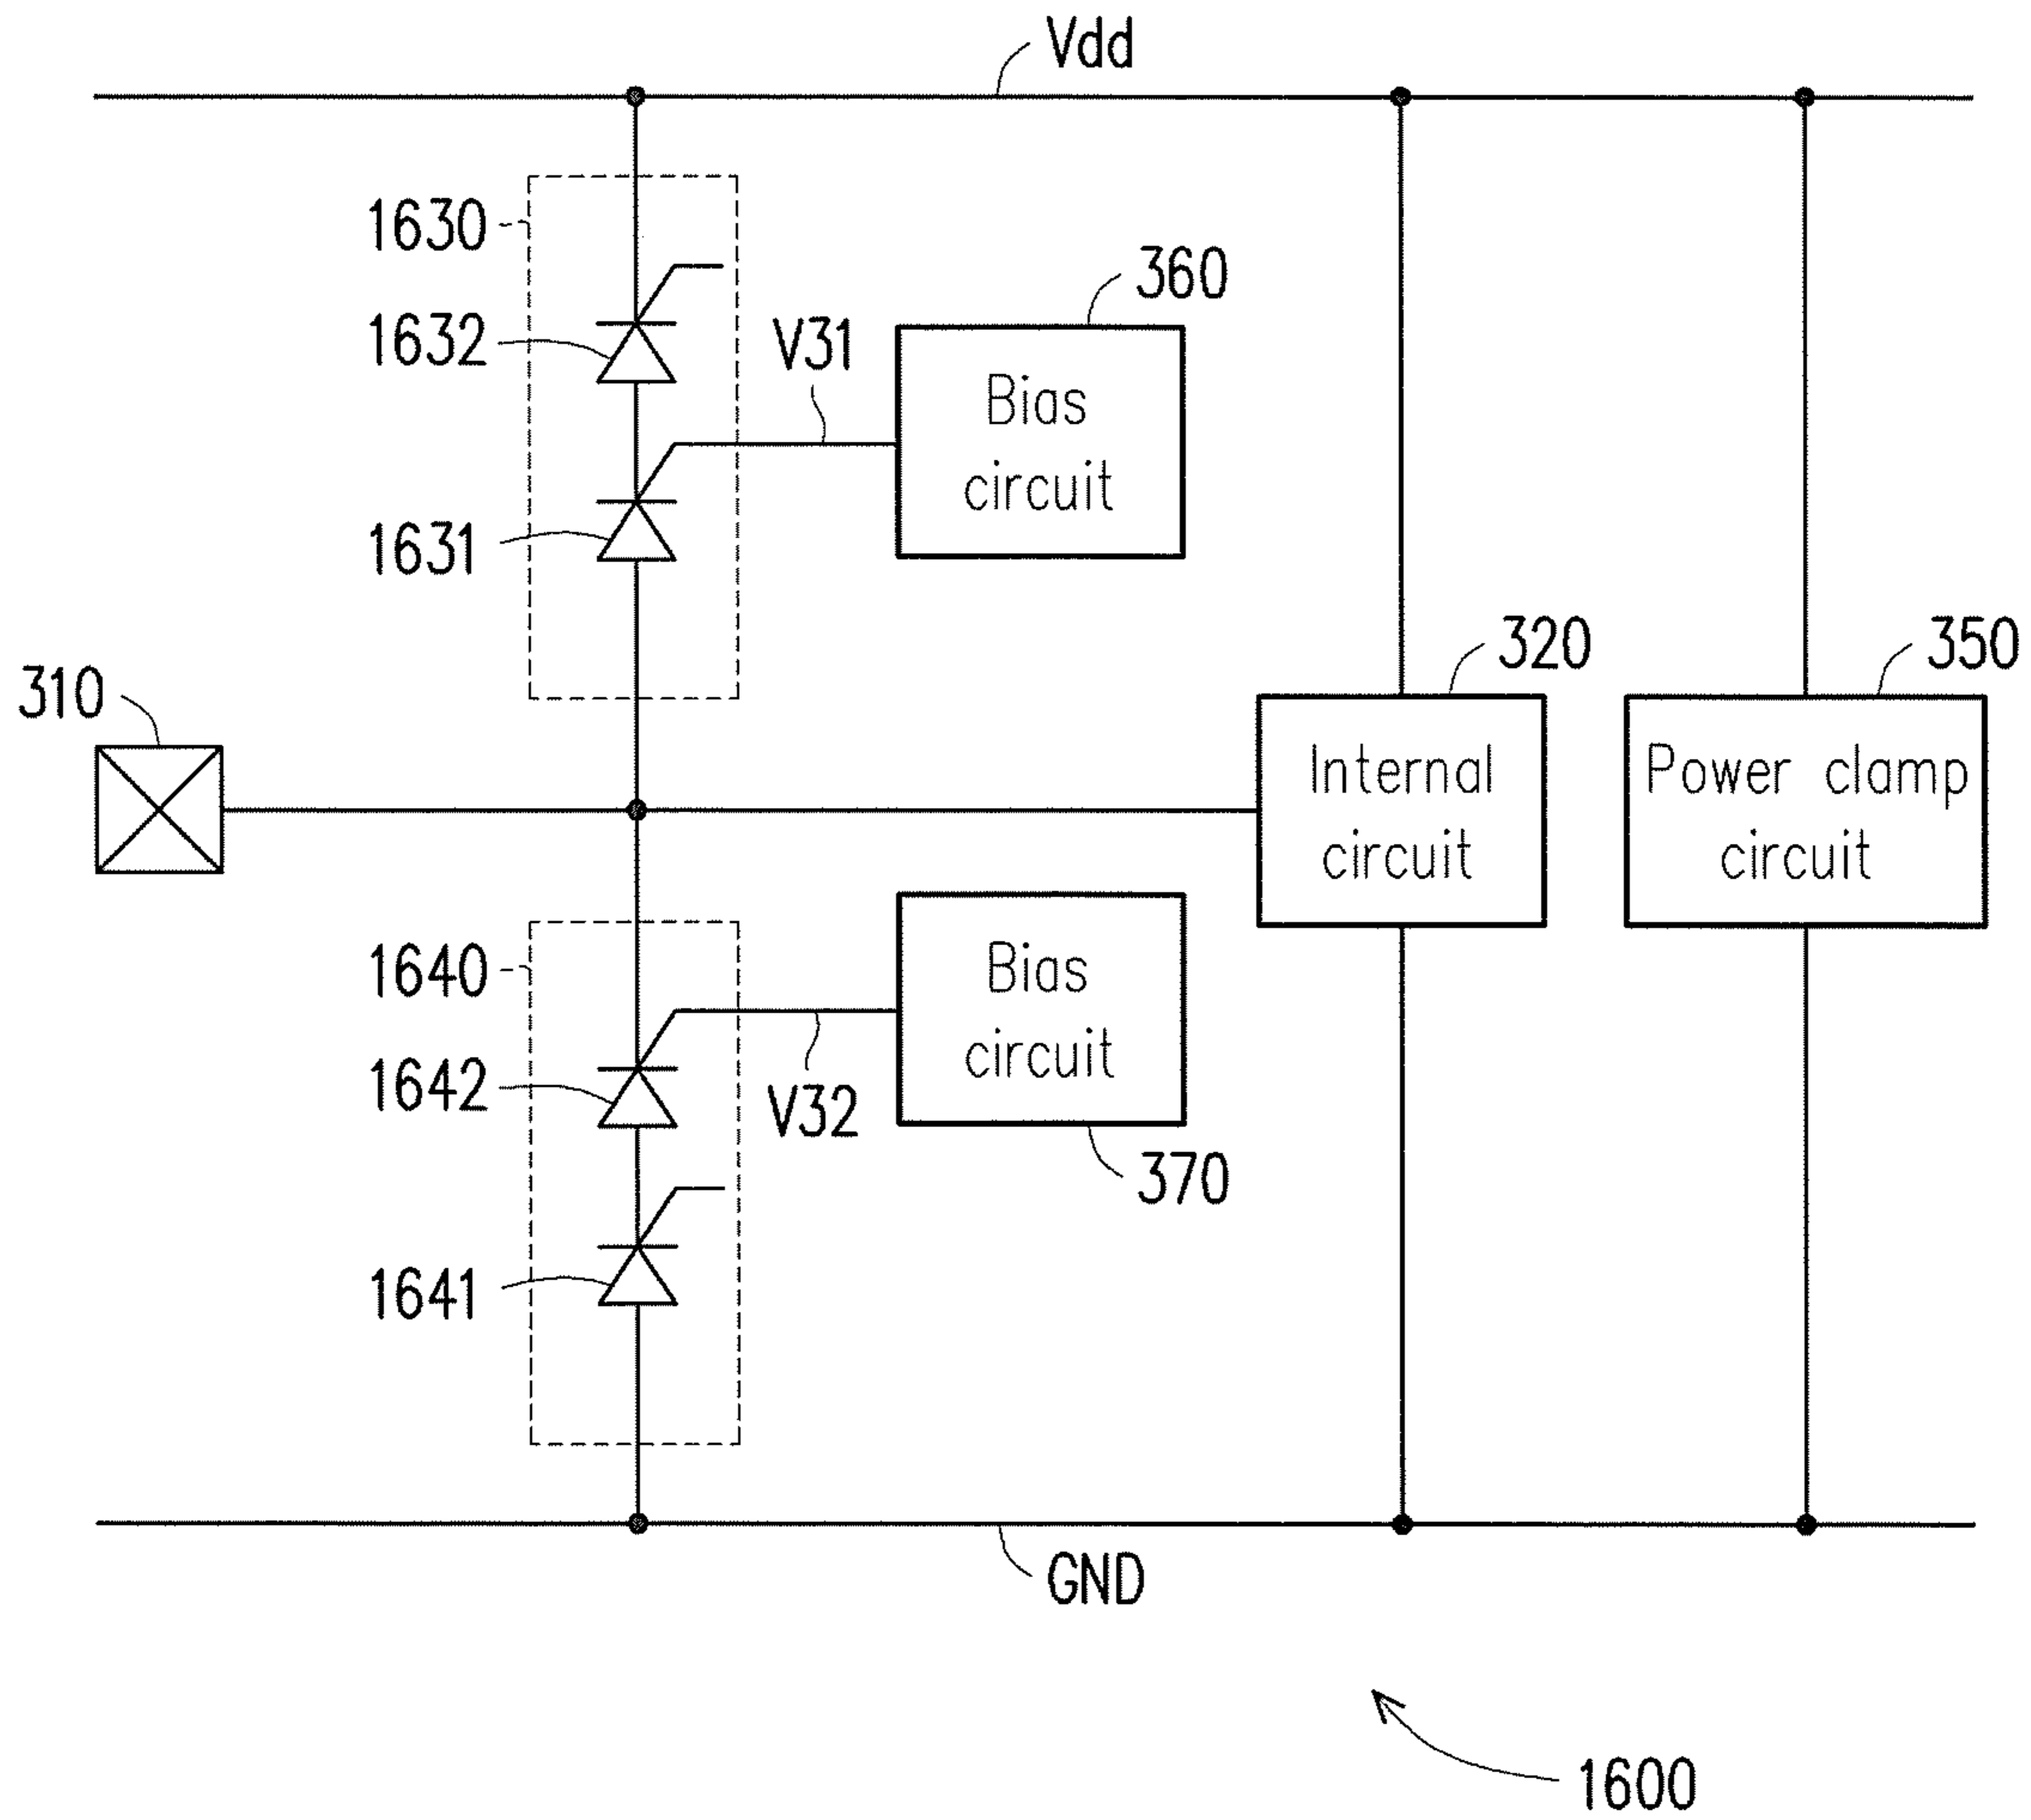 Vdd
1630
360
1632
V31
Bias
circuit
1631
310
320
350
Internal
circuit
Power clamp
circuit
1640
Bias
circuit
1642
V32
370
1641
GND
1600